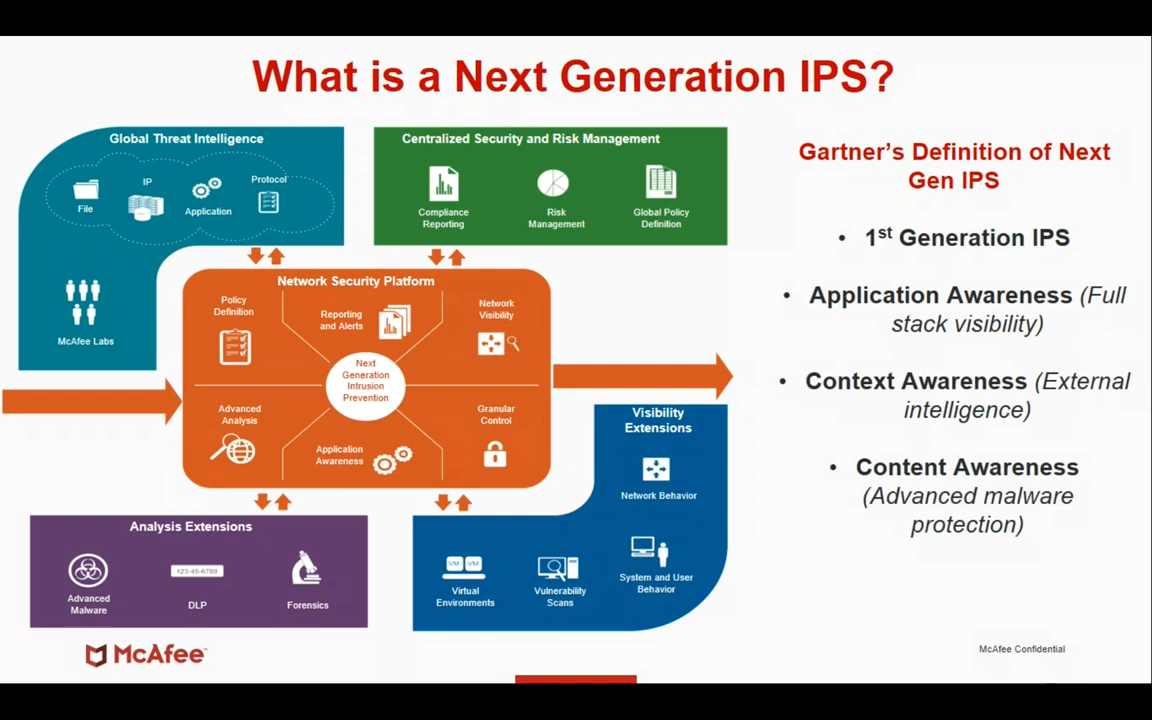 What is a Next Generation IPS?
Global Threat Intelligence
File
IP
Application
Protocol
McAfee Labs
Centralized Security and Risk Management
Compliance
Reporting
Risk
Management
Global Policy
Definition
Network Security Platform
Policy
Definition
Reporting
and Alerts
Network
Visibility
Next
Generation
Intrusion
Prevention
Advanced
Analysis
Application
Awareness
Granular
Control
Analysis Extensions
Advanced
Malware
123-45-6789
DLP
Forensics
Visibility
Extensions
Network Behavior
VM VM
Virtual
Environments
Vulnerability
Scans
System and User
Behavior
Gartner’s Definition of Next
Gen IPS
• 1st Generation IPS
• Application Awareness (Full
stack visibility)
• Context Awareness (External
intelligence)
• Content Awareness
(Advanced malware
protection)
McAfee™
McAfee Confidential